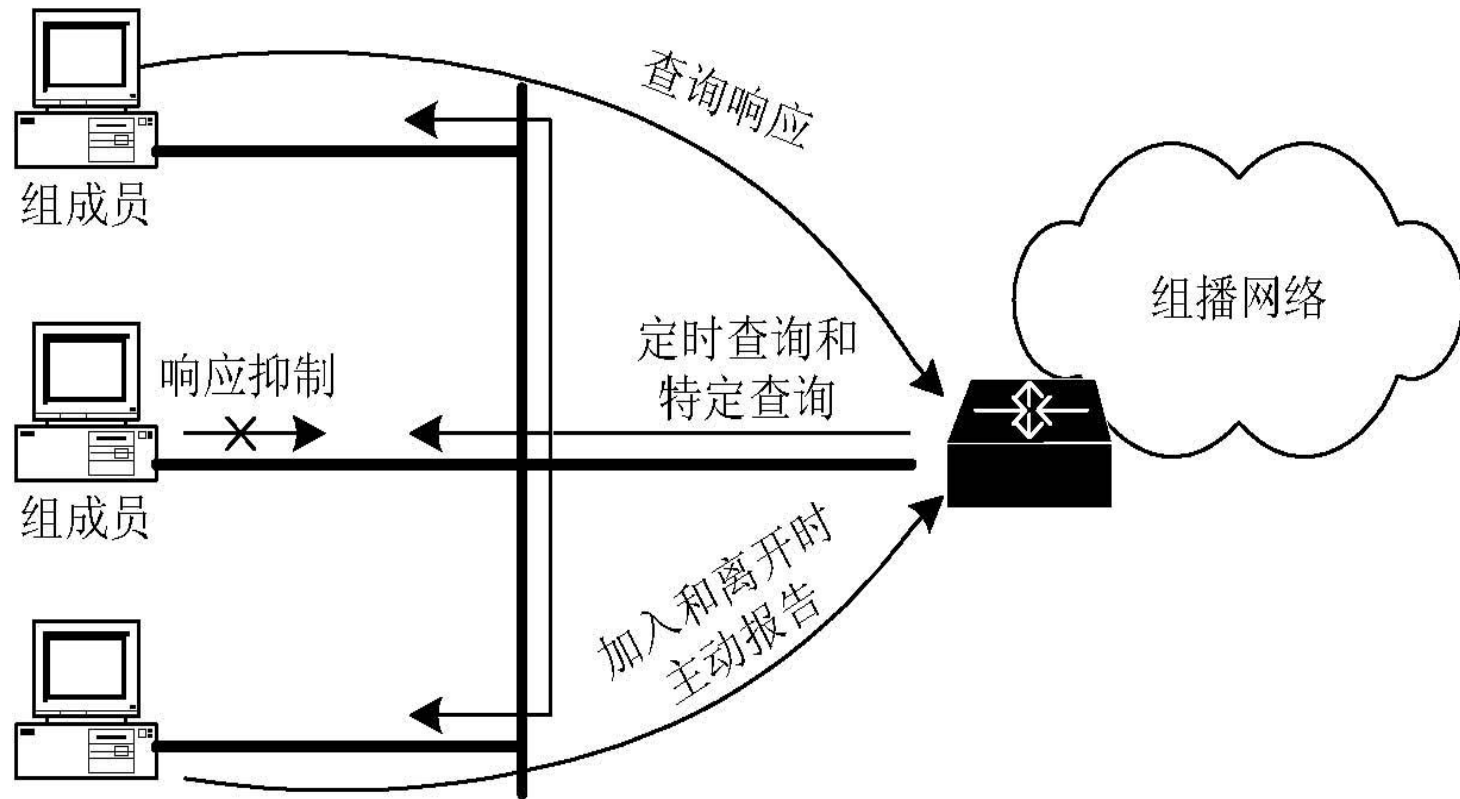 查询响应
组成员
组播网络
定时查询和
特定查询
响应抑制
组成员
加入和离开时
主动报告